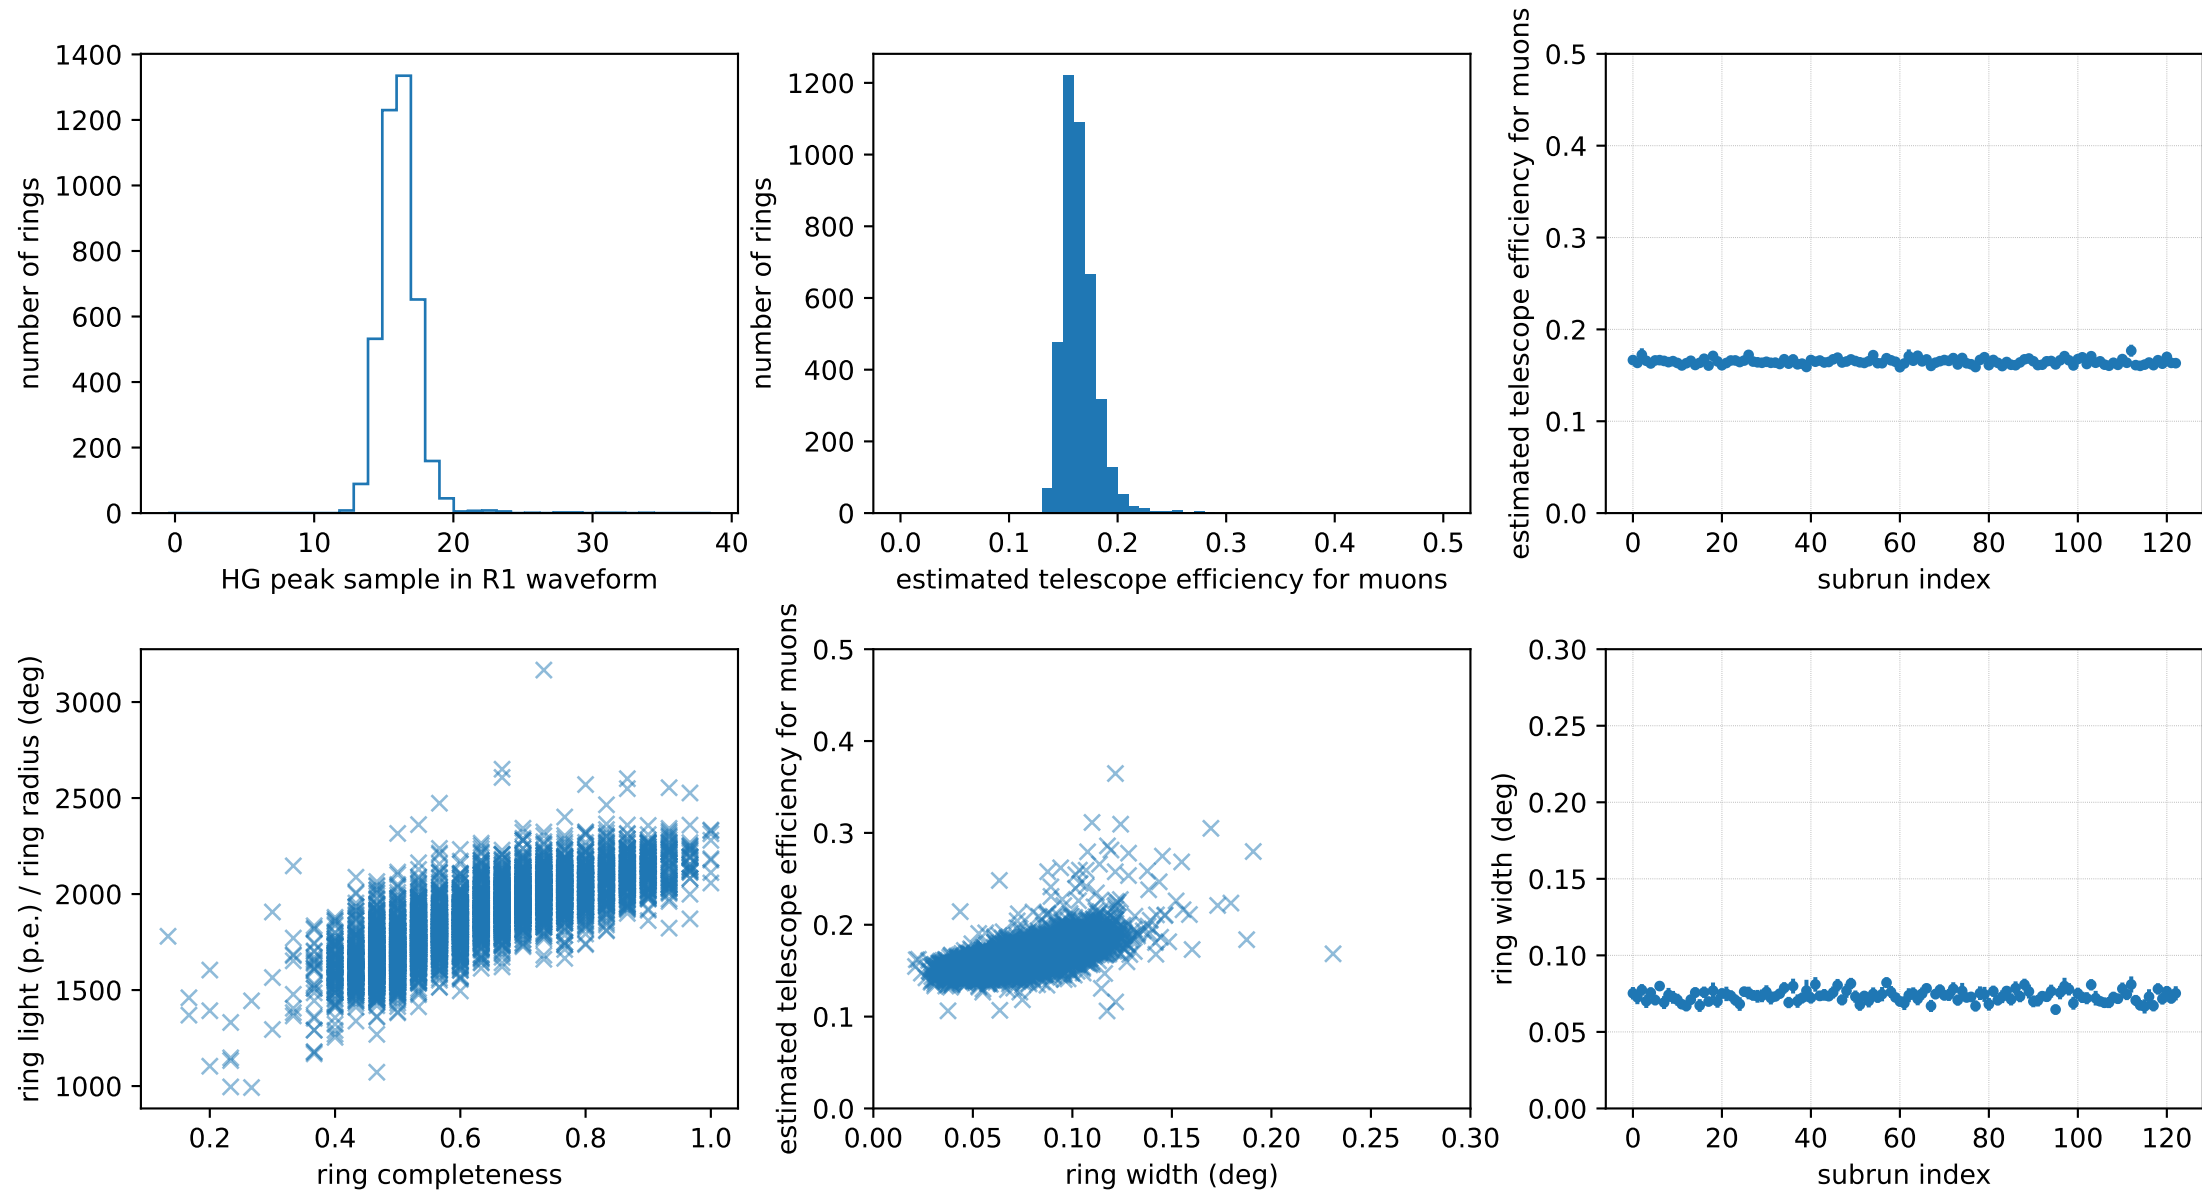 1400
1200
1000
800
600
400
200
0
number of rings
0 10 20 30 40
HG peak sample in R1 waveform
1200
1000
800
600
400
200
0
number of rings
0.0 0.1 0.2 0.3 0.4 0.5
estimated telescope efficiency for muons
0.5
0.4
0.3
0.2
0.1
0.0
estimated telescope efficiency for muons
0 20 40 60 80 100 120
subrun index
3000
2500
2000
1500
1000
ring light (p.e.) / ring radius (deg)
0.2 0.4 0.6 0.8 1.0
ring completeness
0.5
0.4
0.3
0.2
0.1
0.0
estimated telescope efficiency for muons
0.00 0.05 0.10 0.15 0.20 0.25 0.30
ring width (deg)
0.30
0.25
0.20
0.15
0.10
0.05
0.00
ring width (deg)
0 20 40 60 80 100 120
subrun index